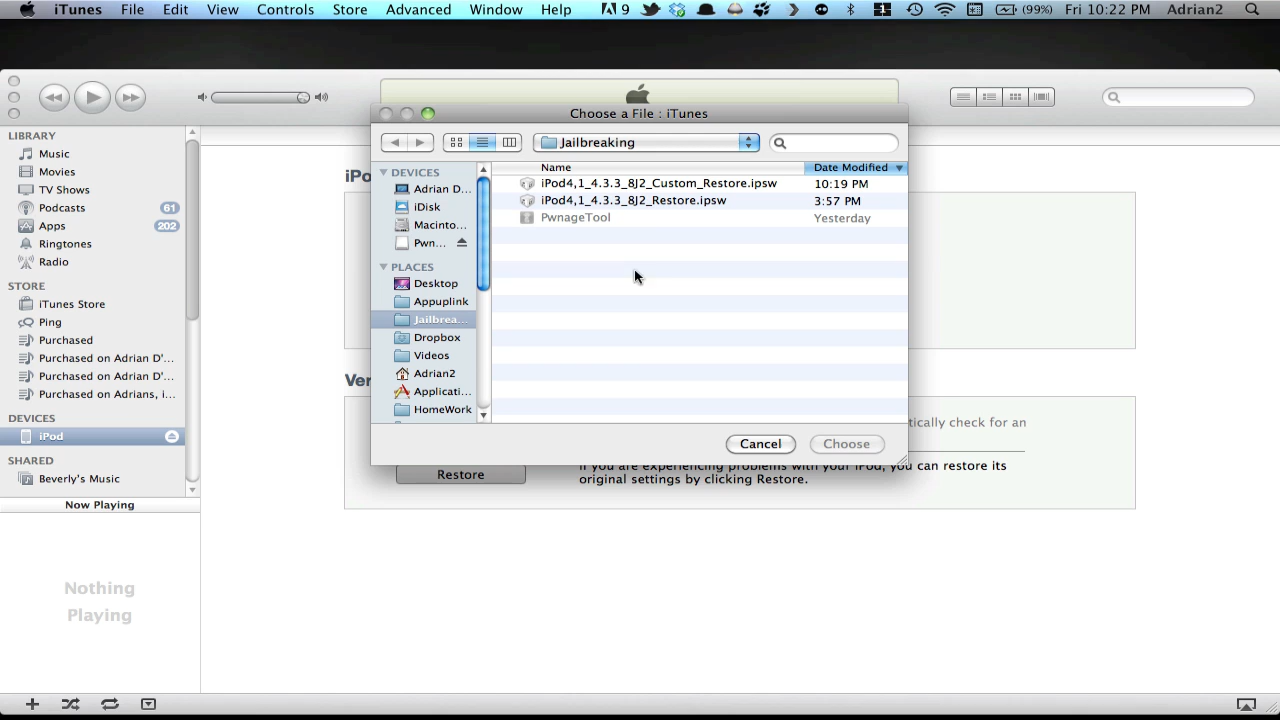 iTunes File Edit View Controls Store Advanced Window Help 9 1 (99%) Fri 10:22 PM Adrian2
Choose a File : iTunes
Jailbreaking
LIBRARY
Music
Movies
TV Shows
Podcasts 61
Apps 202
Ringtones
Radio
STORE
iTunes Store
Ping
Purchased
Purchased on Adrian D'...
Purchased on Adrian D'...
Purchased on Adrians, i...
DEVICES
iPod
SHARED
Beverly's Music
Now Playing
Nothing
Playing
DEVICES
Adrian D...
iDisk
Macinto...
Pwn...
PLACES
Desktop
Appuplink
Jailbrea...
Dropbox
Videos
Adrian2
Applicati...
HomeWork
Name Date Modified
iPod4,1_4.3.3_8J2_Custom_Restore.ipsw 10:19 PM
iPod4,1_4.3.3_8J2_Restore.ipsw 3:57 PM
PwnageTool Yesterday
Cancel Choose
iPo
Ver
tically check for an
Restore
If you are experiencing problems with your iPod, you can restore its
original settings by clicking Restore.